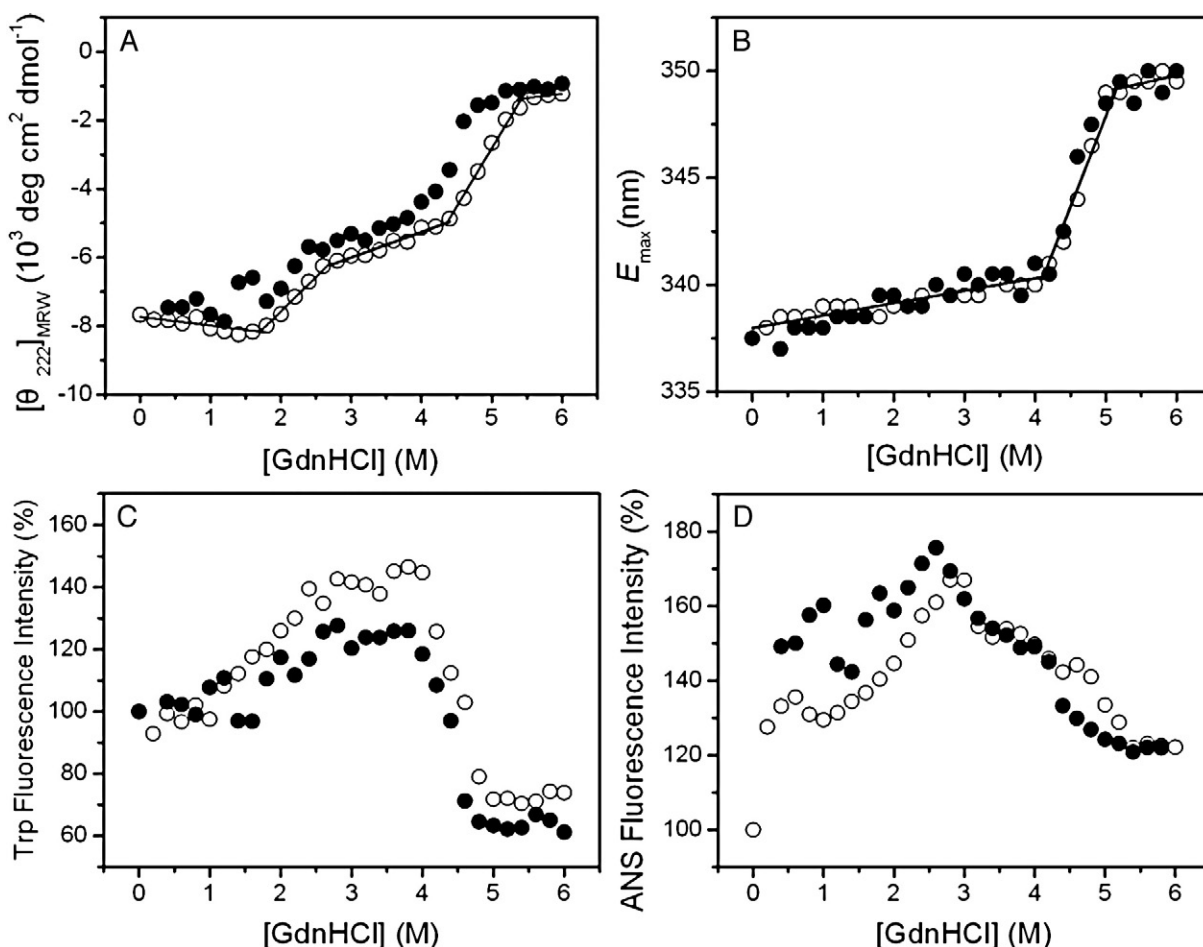 A
[θ 222]MRW (10³ deg cm² dmol⁻¹)
0
-2
-4
-6
-8
-10
0 1 2 3 4 5 6
[GdnHCl] (M)
B
Emax (nm)
350
345
340
335
0 1 2 3 4 5 6
[GdnHCl] (M)
C
Trp Fluorescence Intensity (%)
160
140
120
100
80
60
0 1 2 3 4 5 6
[GdnHCl] (M)
D
ANS Fluorescence Intensity (%)
180
160
140
120
100
0 1 2 3 4 5 6
[GdnHCl] (M)